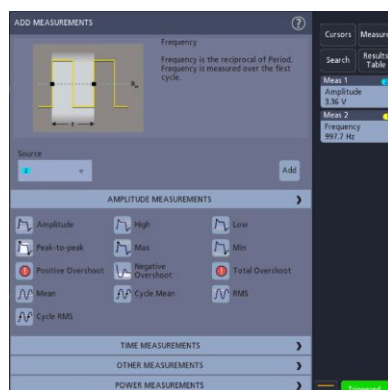 ADD MEASUREMENTS
?
Frequency
Frequency is the reciprocal of Period.
Frequency is measured over the first
cycle.
Source
2
Add
AMPLITUDE MEASUREMENTS
Amplitude
High
Low
Peak-to-peak
Max
Min
Positive Overshoot
Negative
Overshoot
Total Overshoot
Mean
Cycle Mean
RMS
Cycle RMS
TIME MEASUREMENTS
OTHER MEASUREMENTS
POWER MEASUREMENTS
Cursors
Measure
Search
Results
Table
Meas 1
Amplitude
3.36 V
Meas 2
Frequency
997.7 Hz
Triggered